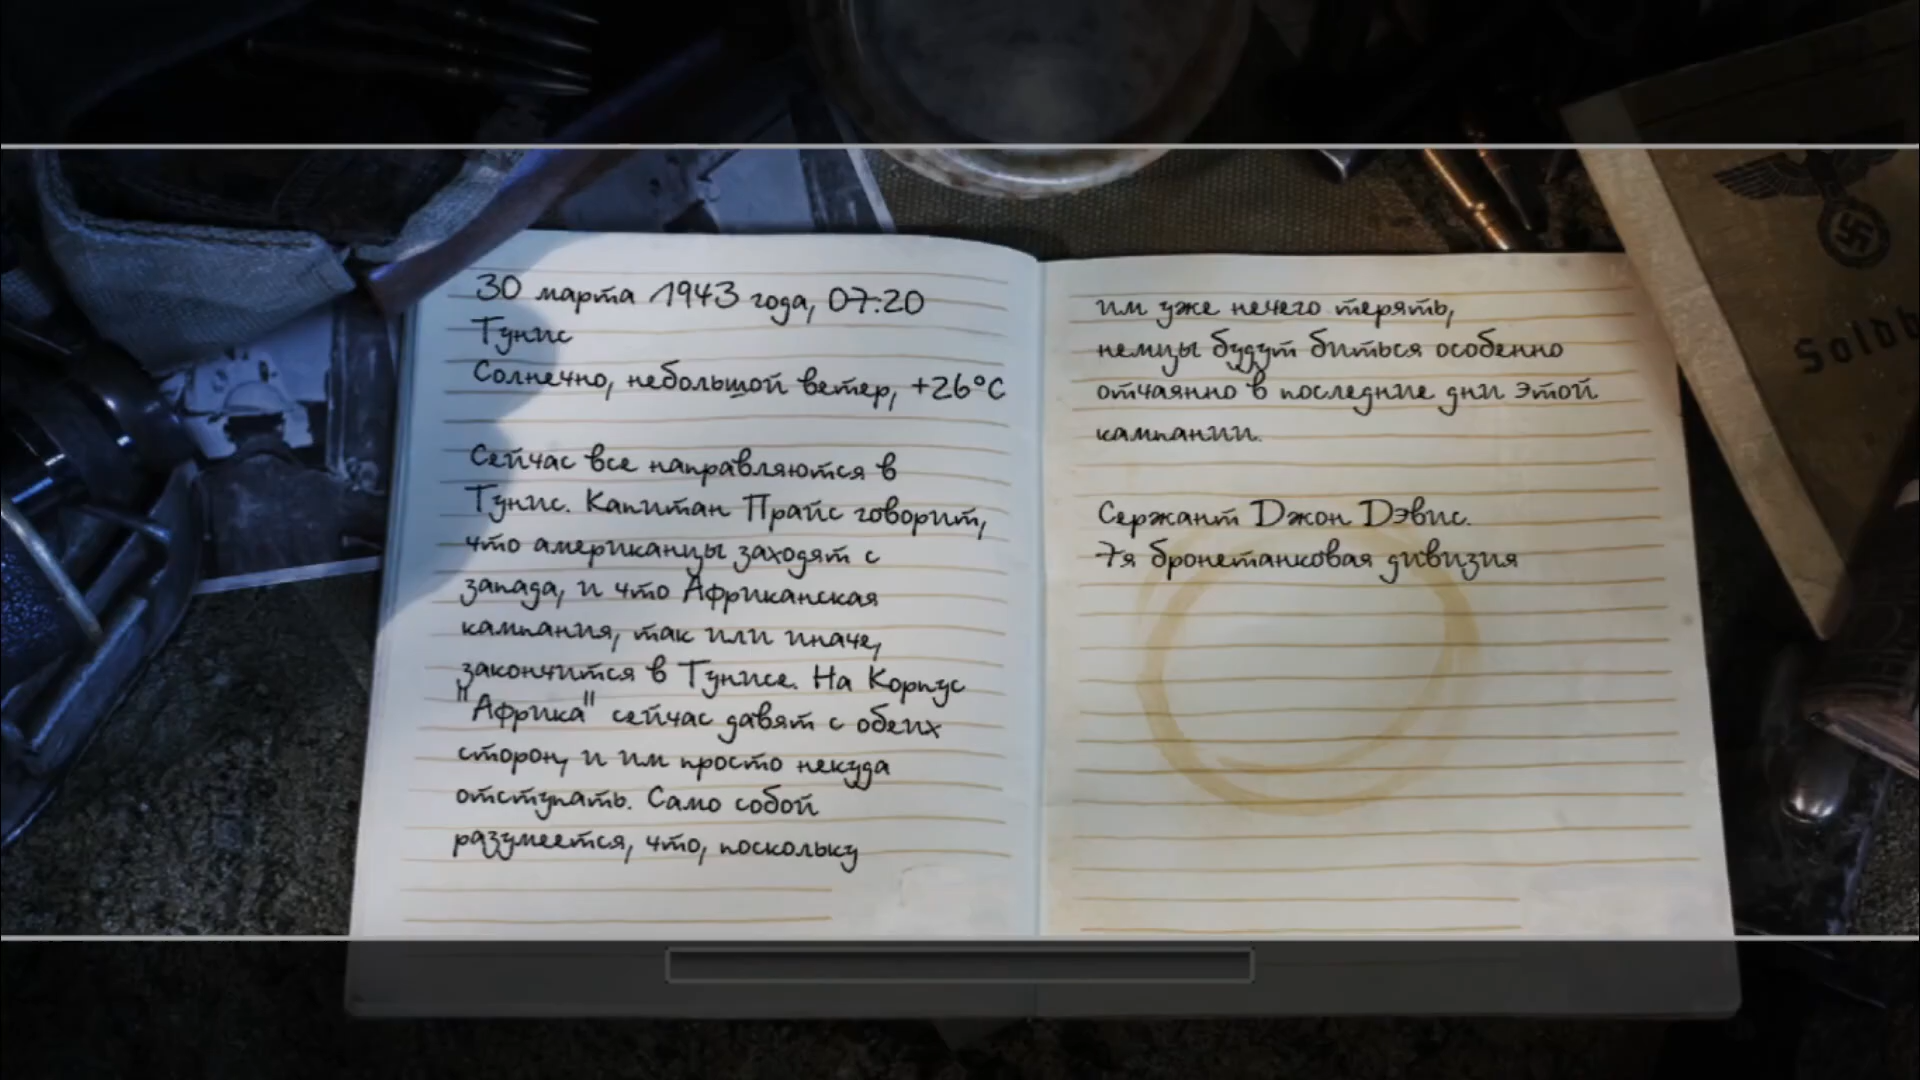 30 марта 1943 года, 07:20
Тунис
Солнечно, небольшой ветер, +26°C
Сейчас все направляются в
Тунис. Капитан Прайс говорит,
что американцы заходят с
запада, и что Африканская
кампания, так или иначе,
закончится в Тунисе. На Корпус
"Африка" сейчас давят с обеих
сторон, и им просто некуда
отступать. Само собой
разумеется, что, поскольку
им уже нечего терять,
немцы будут биться особенно
отчаянно в последние дни этой
кампании.
Сержант Джон Дэвис.
7я бронетанковая дивизия
Soldb